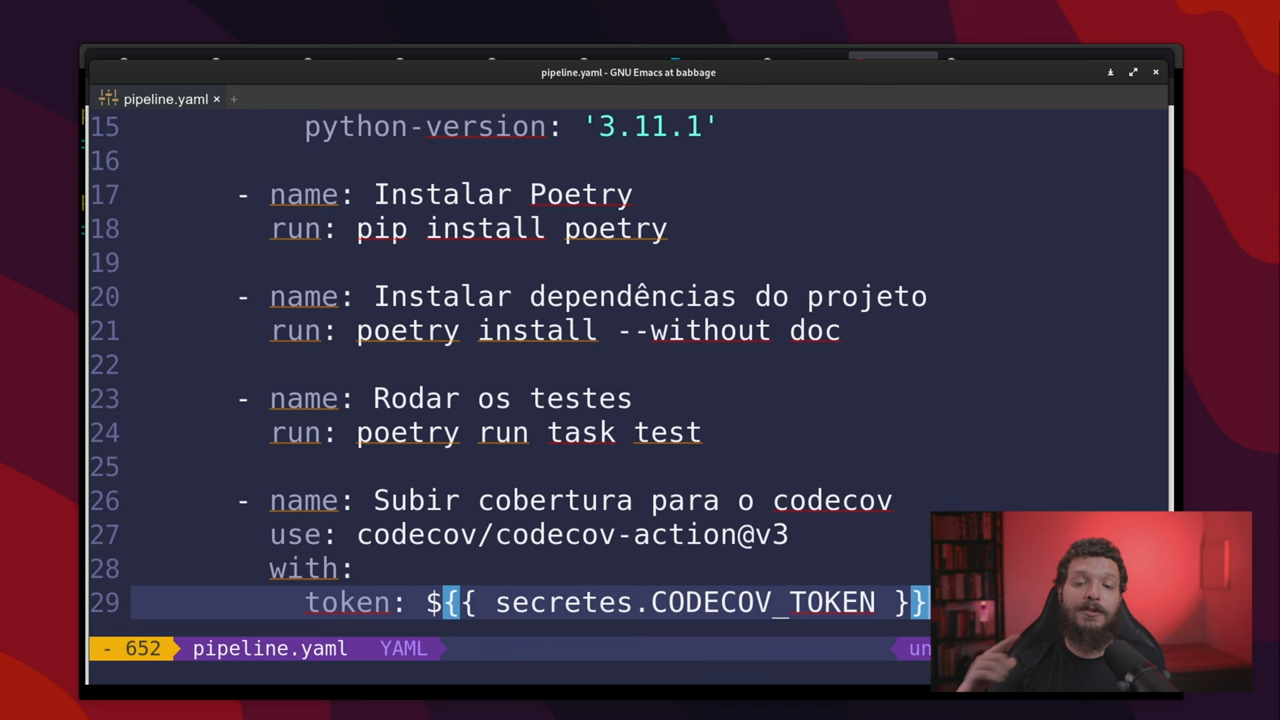 pipeline.yaml - GNU Emacs at babbage
pipeline.yaml × +
15 python-version: '3.11.1'
16
17 - name: Instalar Poetry
18 run: pip install poetry
19
20 - name: Instalar dependências do projeto
21 run: poetry install --without doc
22
23 - name: Rodar os testes
24 run: poetry run task test
25
26 - name: Subir cobertura para o codecov
27 use: codecov/codecov-action@v3
28 with:
29 token: ${{ secretes.CODECOV_TOKEN }}
- 652 pipeline.yaml YAML